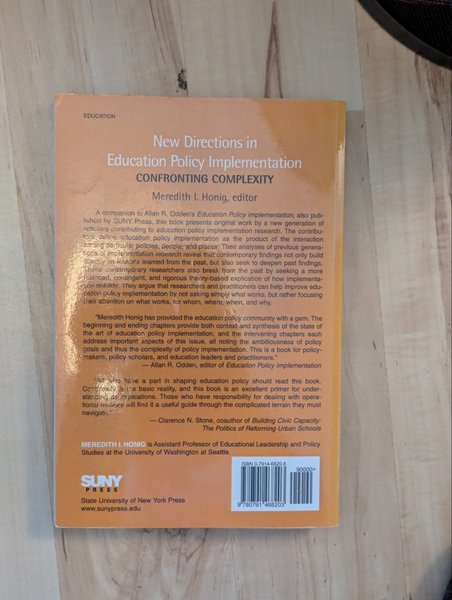 EDUCATION
New Directions in
Education Policy Implementation
CONFRONTING COMPLEXITY
Meredith I. Honig, editor
A companion to Allan R. Odden's Education Policy Implementation, also pub-
lished by SUNY Press, this book presents original work by a new generation of
scholars contributing to education policy implementation research. The contribu-
tors define education policy implementation as the product of the interaction
among particular policies, people, and places. Their analyses of previous genera-
tions of implementation research reveal that contemporary findings not only build
directly on lessons learned from the past, but also seek to deepen past findings.
These contemporary researchers also break from the past by seeking a more
nuanced, contingent, and rigorous theory-based explication of how implementa-
tion unfolds. They argue that researchers and practitioners can help improve edu-
cation policy implementation by not asking simply what works, but rather focusing
their attention on what works, for whom, where, when, and why.
"Meredith Honig has provided the education policy community with a gem. The
beginning and ending chapters provide both context and synthesis of the state of
the art of education policy implementation, and the intervening chapters each
address important aspects of this issue, all noting the ambitiousness of policy
goals and thus the complexity of policy implementation. This is a book for policy-
makers, policy scholars, and education leaders and practitioners."
— Allan R. Odden, editor of Education Policy Implementation
"All who have a part in shaping education policy should read this book.
Complexity is the basic reality, and this book is an excellent primer for under-
standing its implications. Those who have responsibility for dealing with opera-
tional realities will find it a useful guide through the complicated terrain they must
navigate."
— Clarence N. Stone, coauthor of Building Civic Capacity:
The Politics of Reforming Urban Schools
MEREDITH I. HONIG is Assistant Professor of Educational Leadership and Policy
Studies at the University of Washington at Seattle.
SUNY
PRESS
State University of New York Press
www.sunypress.edu
ISBN 0-7914-6820-8
90000>
9 780791 468203